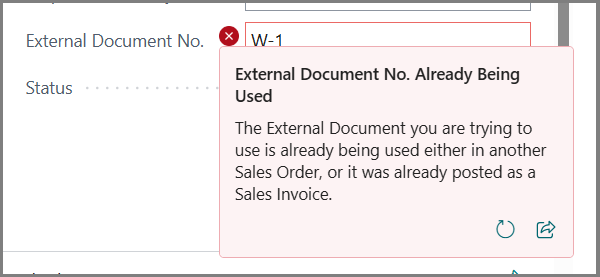 External Document No.
W-1
External Document No. Already Being
Used
The External Document you are trying to
use is already being used either in another
Sales Order, or it was already posted as a
Sales Invoice.
Status